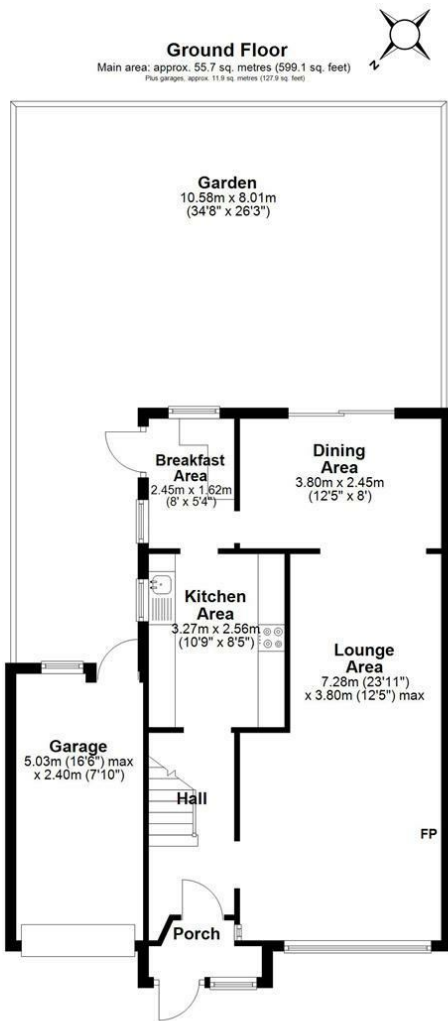 Ground Floor
Main area: approx. 55.7 sq. metres (599.1 sq. feet)
Plus garages, approx. 11.9 sq. metres (127.9 sq. feet)
N
Garden
10.58m x 8.01m
(34'8" x 26'3")
Breakfast
Area
2.45m x 1.62m
(8' x 5'4")
Dining
Area
3.80m x 2.45m
(12'5" x 8')
Kitchen
Area
3.27m x 2.56m
(10'9" x 8'5")
Lounge
Area
7.28m (23'11")
x 3.80m (12'5") max
Garage
5.03m (16'6") max
x 2.40m (7'10")
Hall
FP
Porch